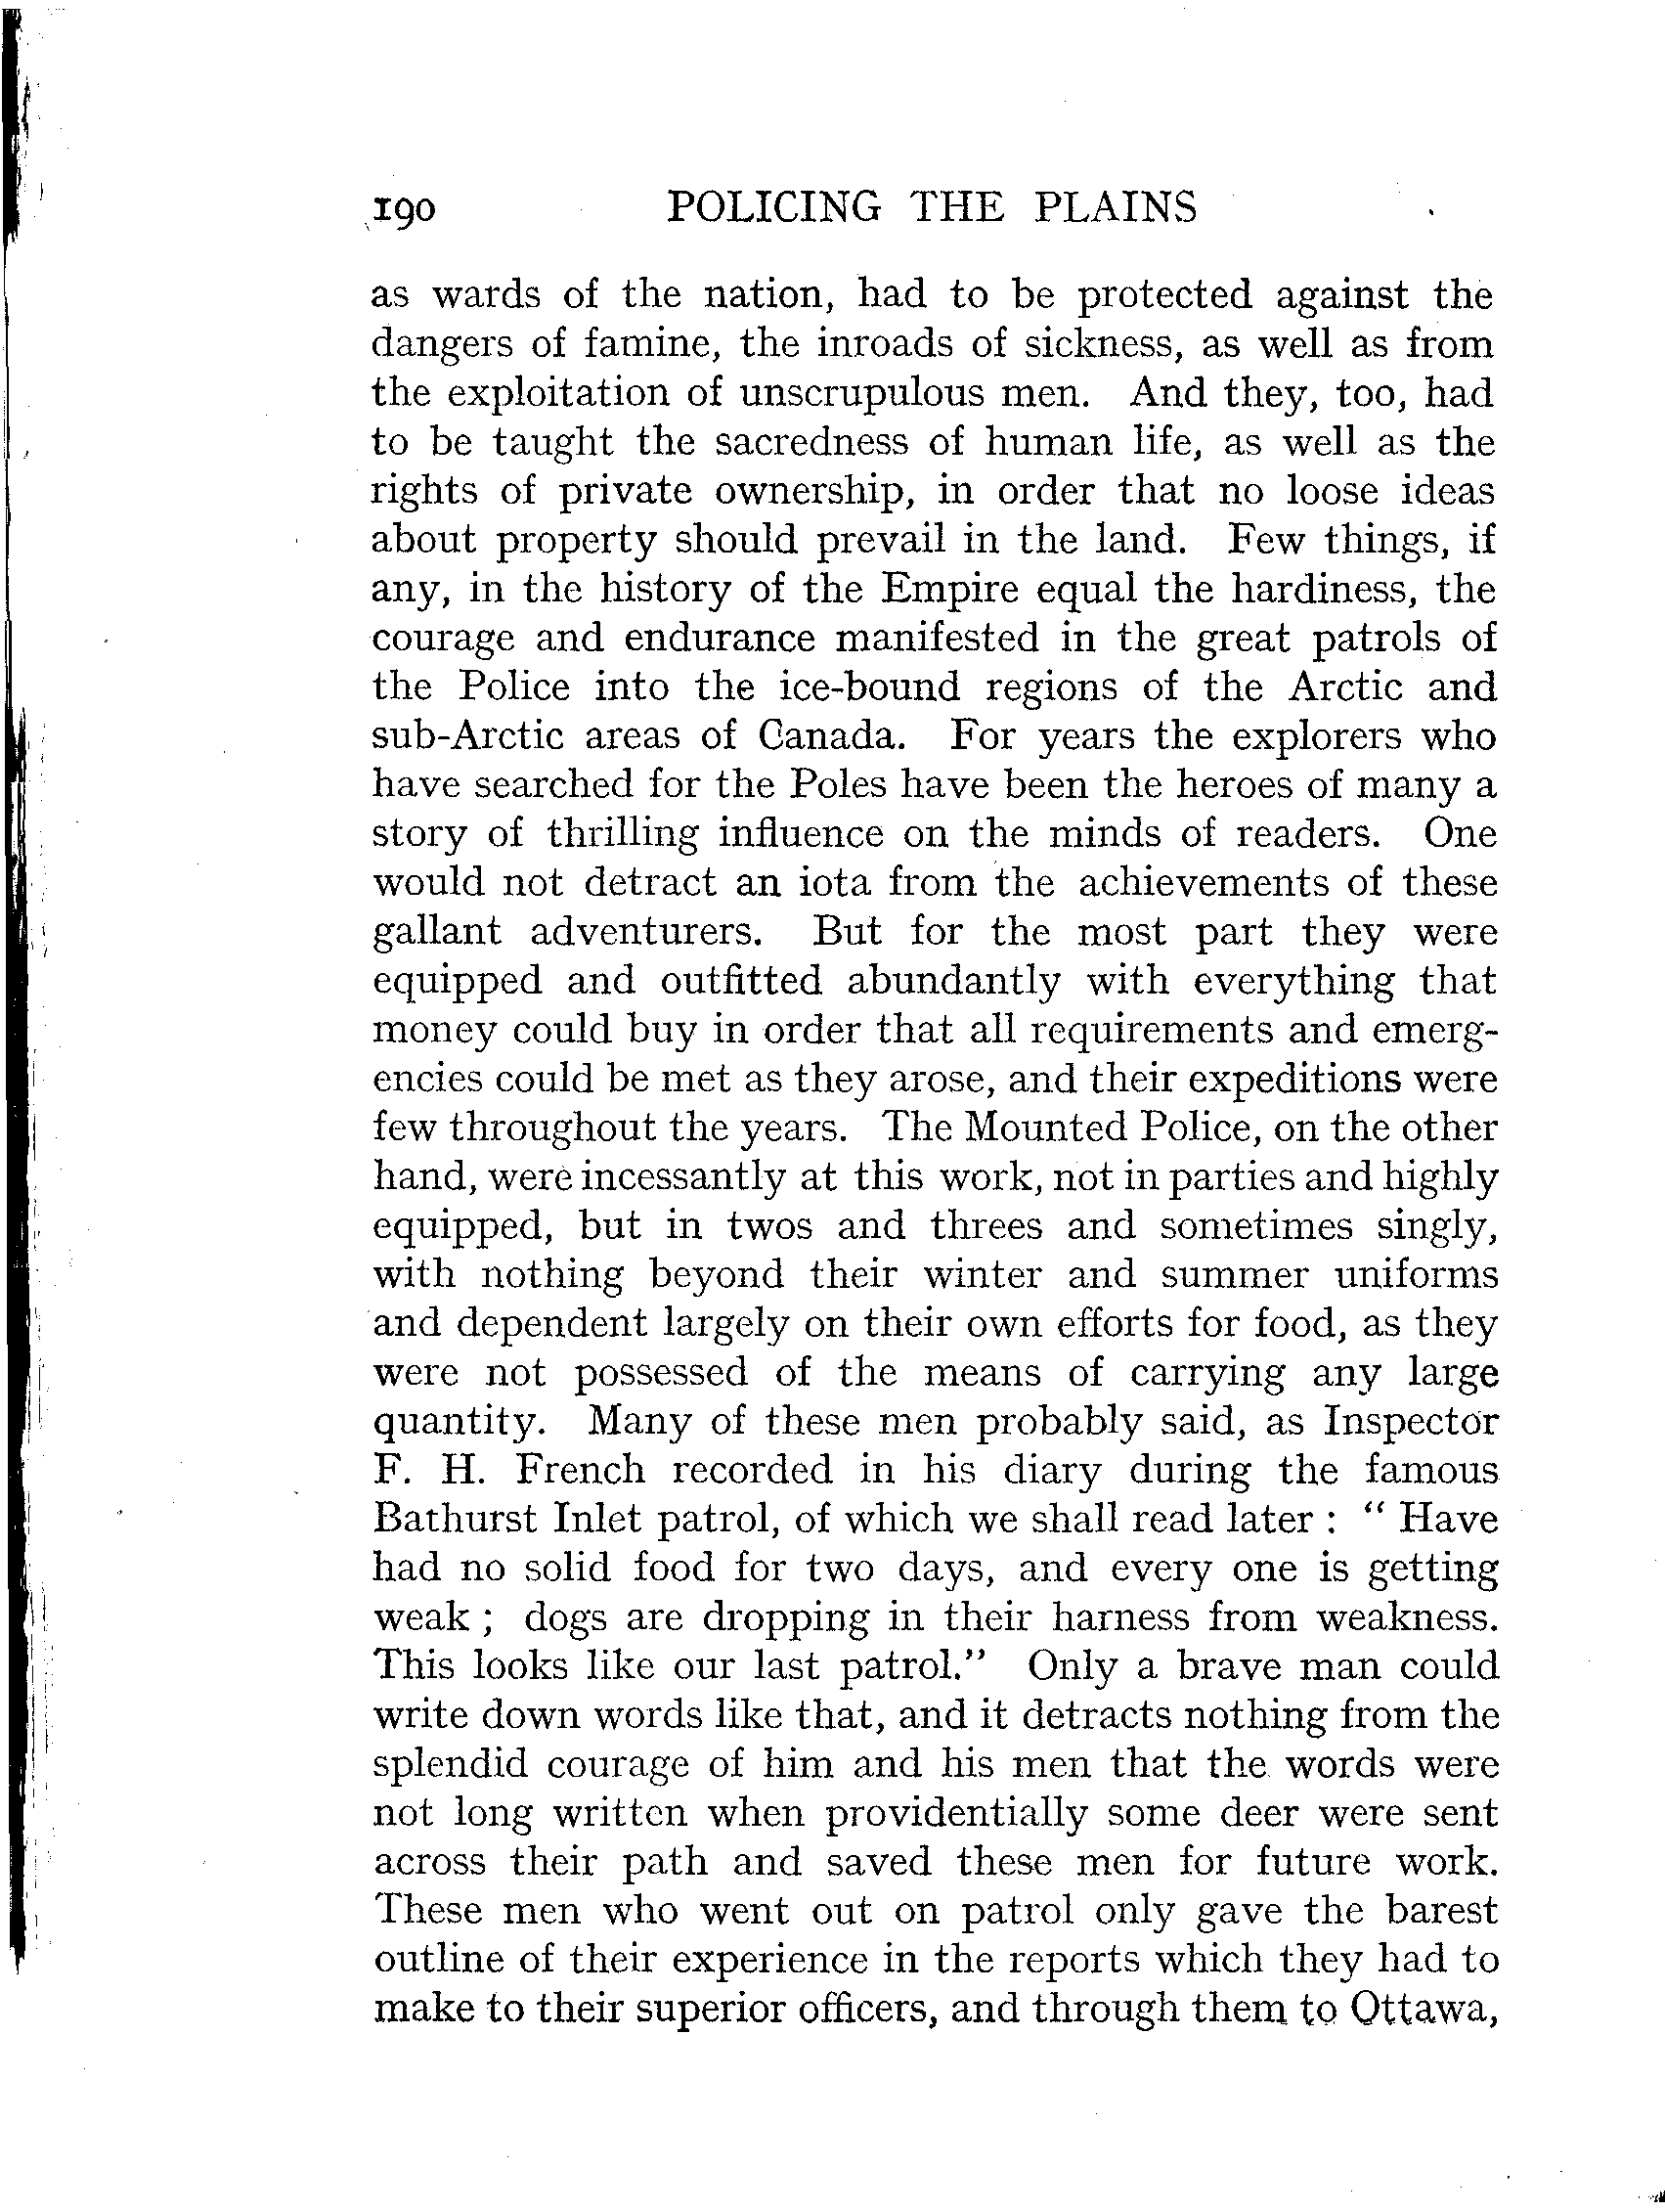 190 POLICING THE PLAINS
as wards of the nation, had to be protected against the
dangers of famine, the inroads of sickness, as well as from
the exploitation of unscrupulous men. And they, too, had
to be taught the sacredness of human life, as well as the
rights of private ownership, in order that no loose ideas
about property should prevail in the land. Few things, if
any, in the history of the Empire equal the hardiness, the
courage and endurance manifested in the great patrols of
the Police into the ice-bound regions of the Arctic and
sub-Arctic areas of Canada. For years the explorers who
have searched for the Poles have been the heroes of many a
story of thrilling influence on the minds of readers. One
would not detract an iota from the achievements of these
gallant adventurers. But for the most part they were
equipped and outfitted abundantly with everything that
money could buy in order that all requirements and emerg-
encies could be met as they arose, and their expeditions were
few throughout the years. The Mounted Police, on the other
hand, were incessantly at this work, not in parties and highly
equipped, but in twos and threes and sometimes singly,
with nothing beyond their winter and summer uniforms
and dependent largely on their own efforts for food, as they
were not possessed of the means of carrying any large
quantity. Many of these men probably said, as Inspector
F. H. French recorded in his diary during the famous
Bathurst Inlet patrol, of which we shall read later : " Have
had no solid food for two days, and every one is getting
weak ; dogs are dropping in their harness from weakness.
This looks like our last patrol." Only a brave man could
write down words like that, and it detracts nothing from the
splendid courage of him and his men that the words were
not long written when providentially some deer were sent
across their path and saved these men for future work.
These men who went out on patrol only gave the barest
outline of their experience in the reports which they had to
make to their superior officers, and through them to Ottawa,